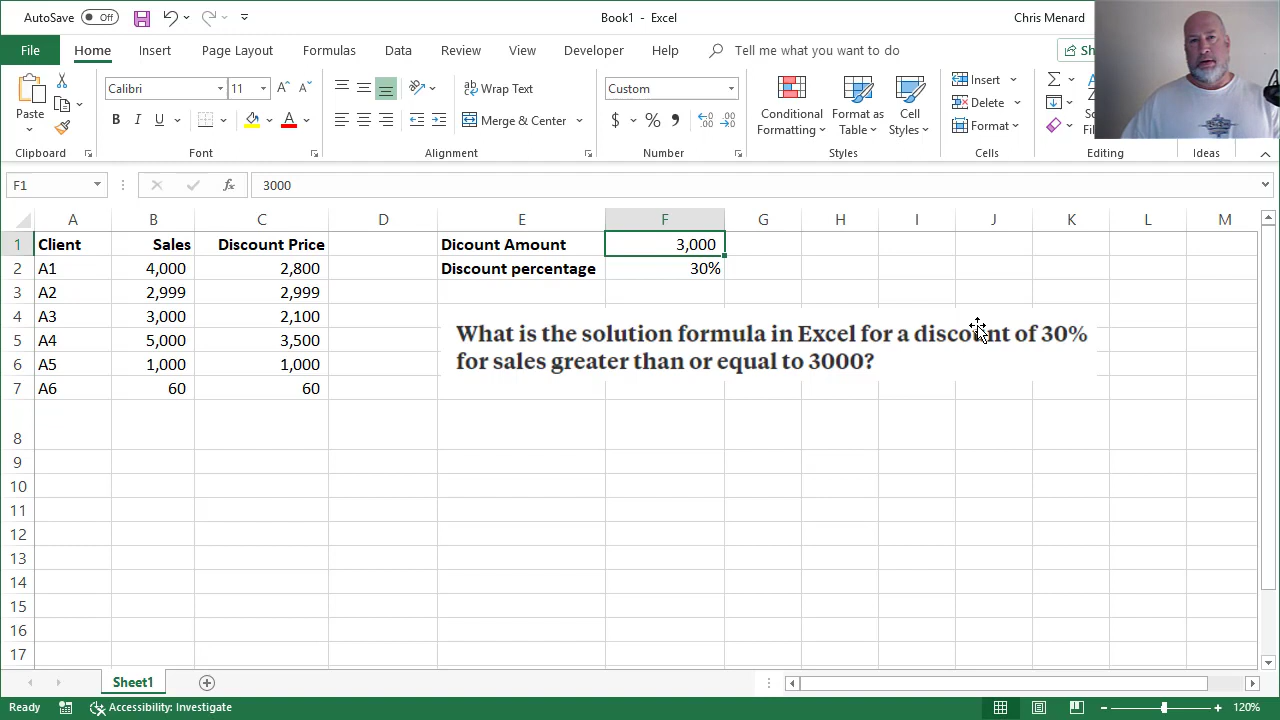 AutoSave Off Book1 - Excel Chris Menard
File Home Insert Page Layout Formulas Data Review View Developer Help Tell me what you want to do
Calibri 11 Wrap Text Custom Insert
Paste B I U Merge & Center $ % Conditional Formatting Format as Table Cell Styles Delete
Format
Clipboard Font Alignment Number Styles Cells Editing Ideas
F1 fx 3000
A B C D E F G H I J K L M
1 Client Sales Discount Price Dicount Amount 3,000
2 A1 4,000 2,800 Discount percentage 30%
3 A2 2,999 2,999
4 A3 3,000 2,100
5 A4 5,000 3,500
6 A5 1,000 1,000
7 A6 60 60
What is the solution formula in Excel for a discount of 30%
for sales greater than or equal to 3000?
8
9
10
11
12
13
14
15
16
17
Sheet1
Ready Accessibility: Investigate 120%